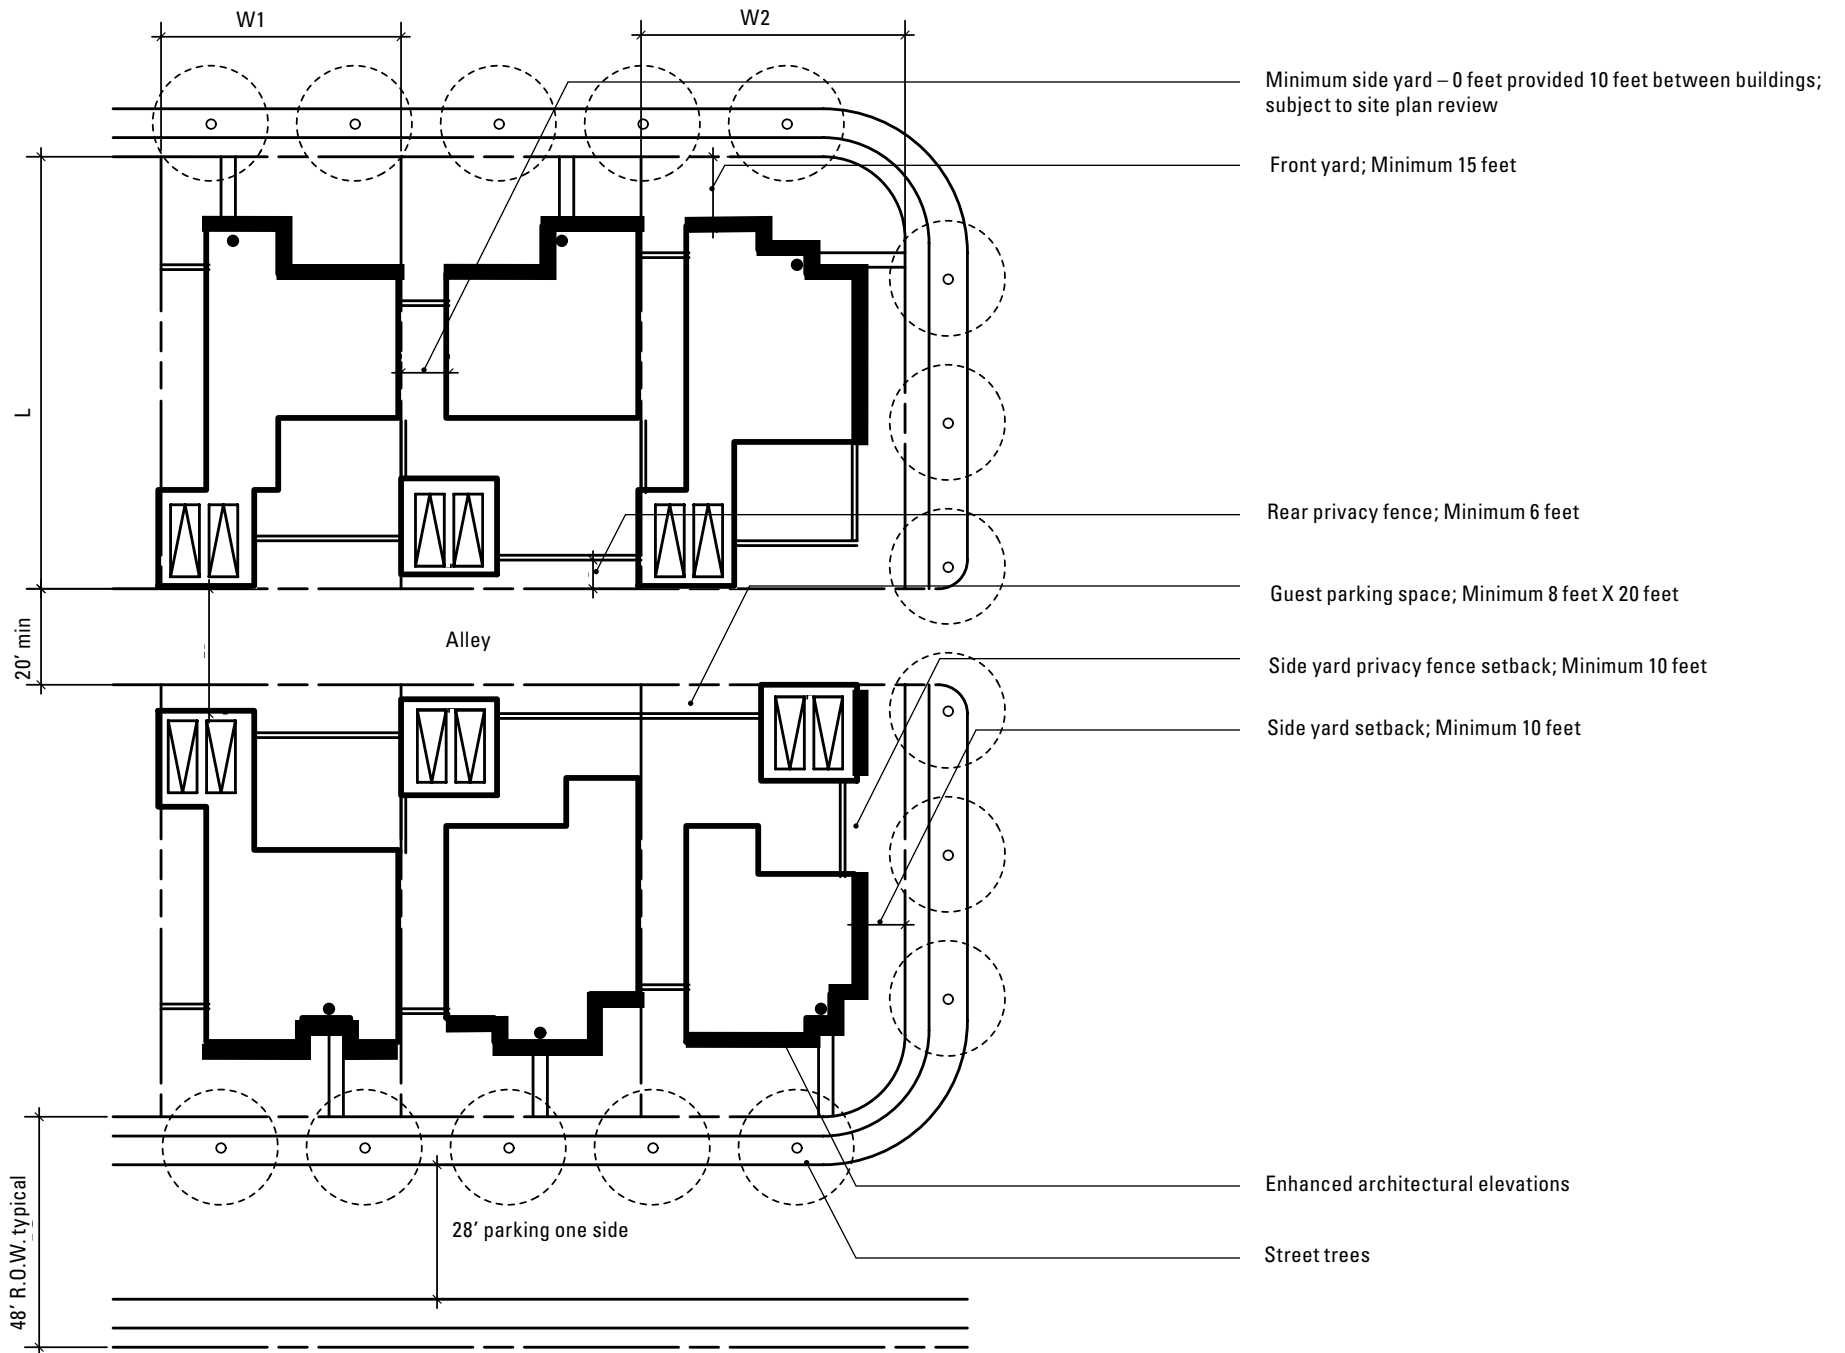 W1
W2
Minimum side yard – 0 feet provided 10 feet between buildings;
subject to site plan review
Front yard; Minimum 15 feet
L
Rear privacy fence; Minimum 6 feet
Guest parking space; Minimum 8 feet X 20 feet
20’ min
Alley
Side yard privacy fence setback; Minimum 10 feet
Side yard setback; Minimum 10 feet
Enhanced architectural elevations
28’ parking one side
Street trees
48’ R.O.W. typical